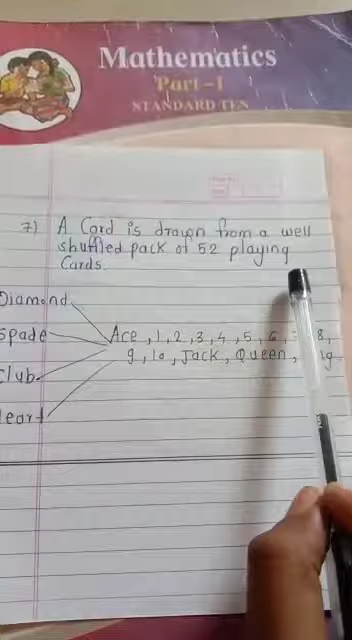 Mathematics
Part-I
STANDARD TEN
7) A Card is drawn from a well
shuffled pack of 52 playing
Cards.
Diamond
Spade
Ace, 1, 2, 3, 4, 5, 6, 8,
9, 10, Jack, Queen,
Club
Heart